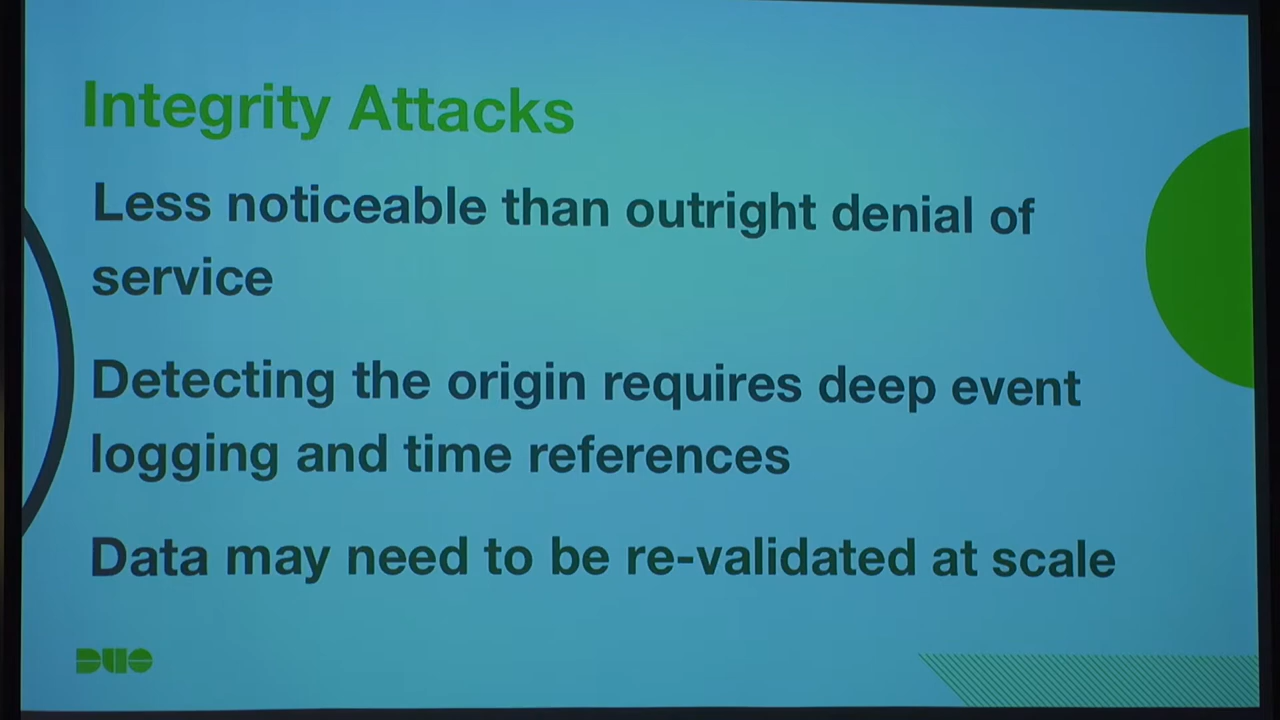 Integrity Attacks
Less noticeable than outright denial of
service
Detecting the origin requires deep event
logging and time references
Data may need to be re-validated at scale
DUO